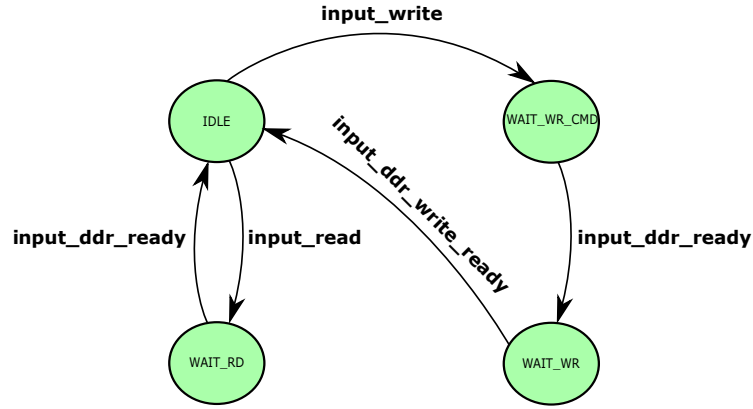 input_write
IDLE
WAIT_WR_CMD
input_ddr_write_ready
input_ddr_ready
input_read
input_ddr_ready
WAIT_RD
WAIT_WR